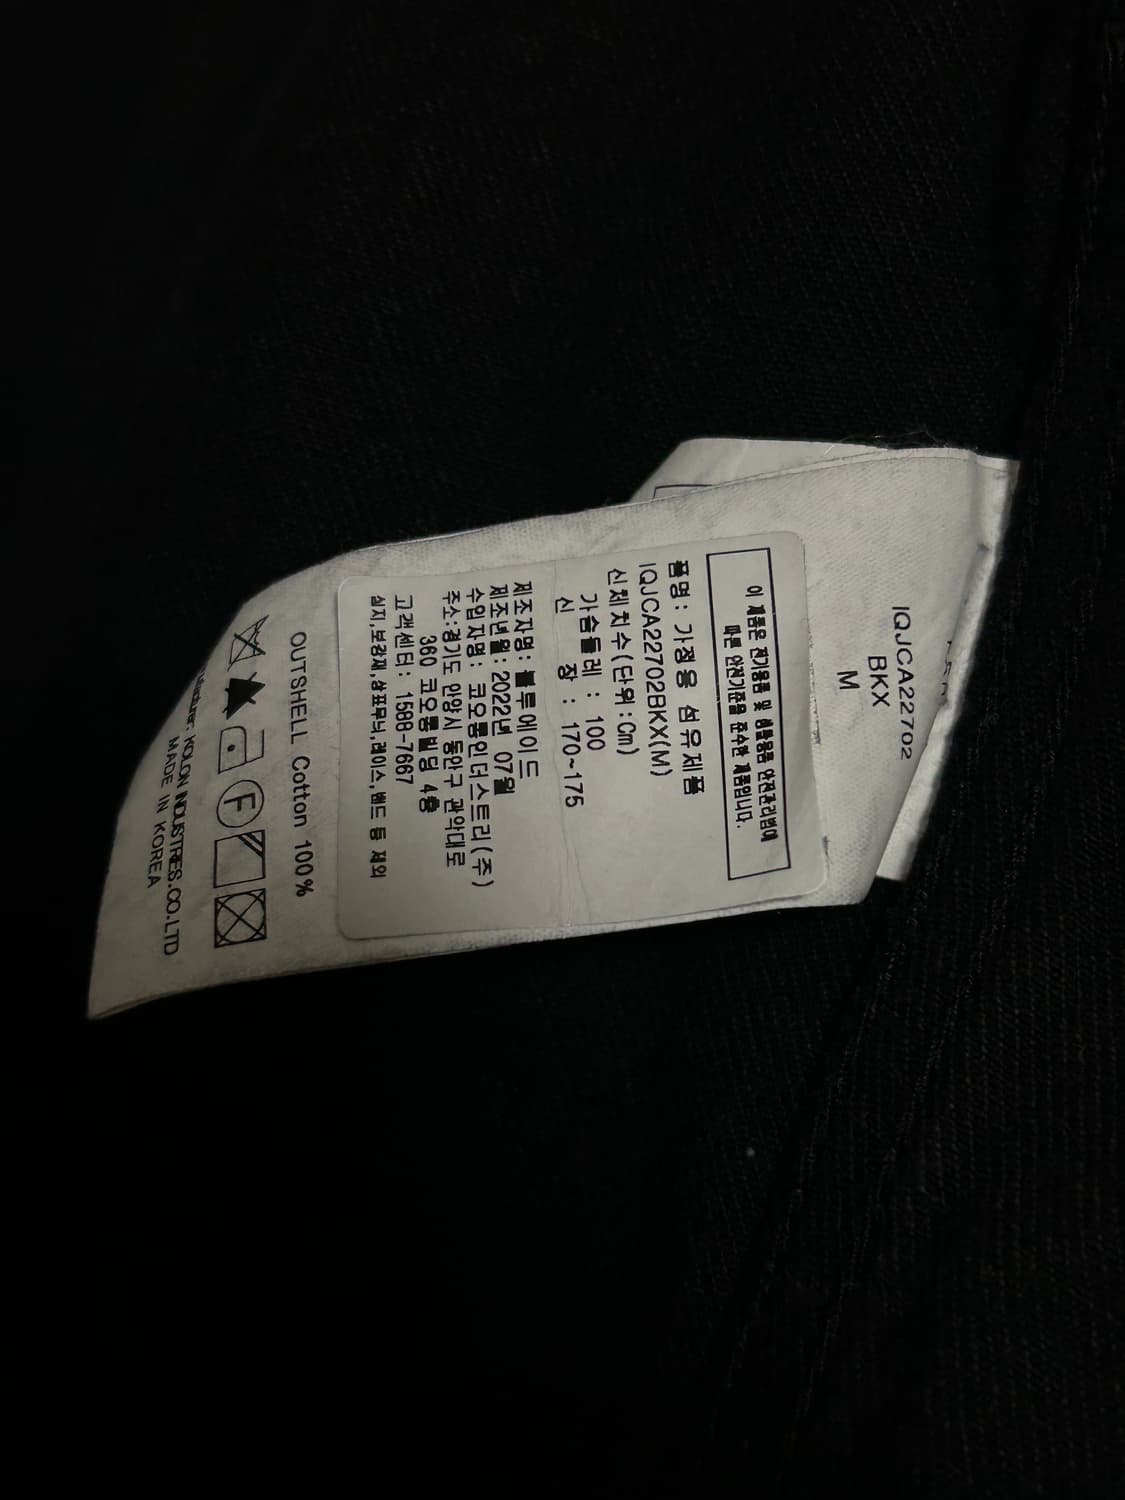 IQJCA22702
BKX
M
이 제품은 전기용품 및 생활용품 안전관리법에
따른 안전기준을 준수한 제품입니다.
품명: 가정용 섬유제품
IQJCA22702BKX(M)
신체치수(단위:Cm)
가슴둘레 : 100
신 장 : 170~175
제조자명: 블루에이드
제조년월: 2022년 07월
수입자명: 코오롱인더스트리(주)
주소:경기도 안양시 동안구 관악대로
360 코오롱빌딩 4층
고객센터: 1588-7667
심지,보강재,상표무늬,레이스, 밴드 등 제외
OUTSHELL Cotton 100%
F
KOLON INDUSTRIES.CO.LTD
MADE IN KOREA